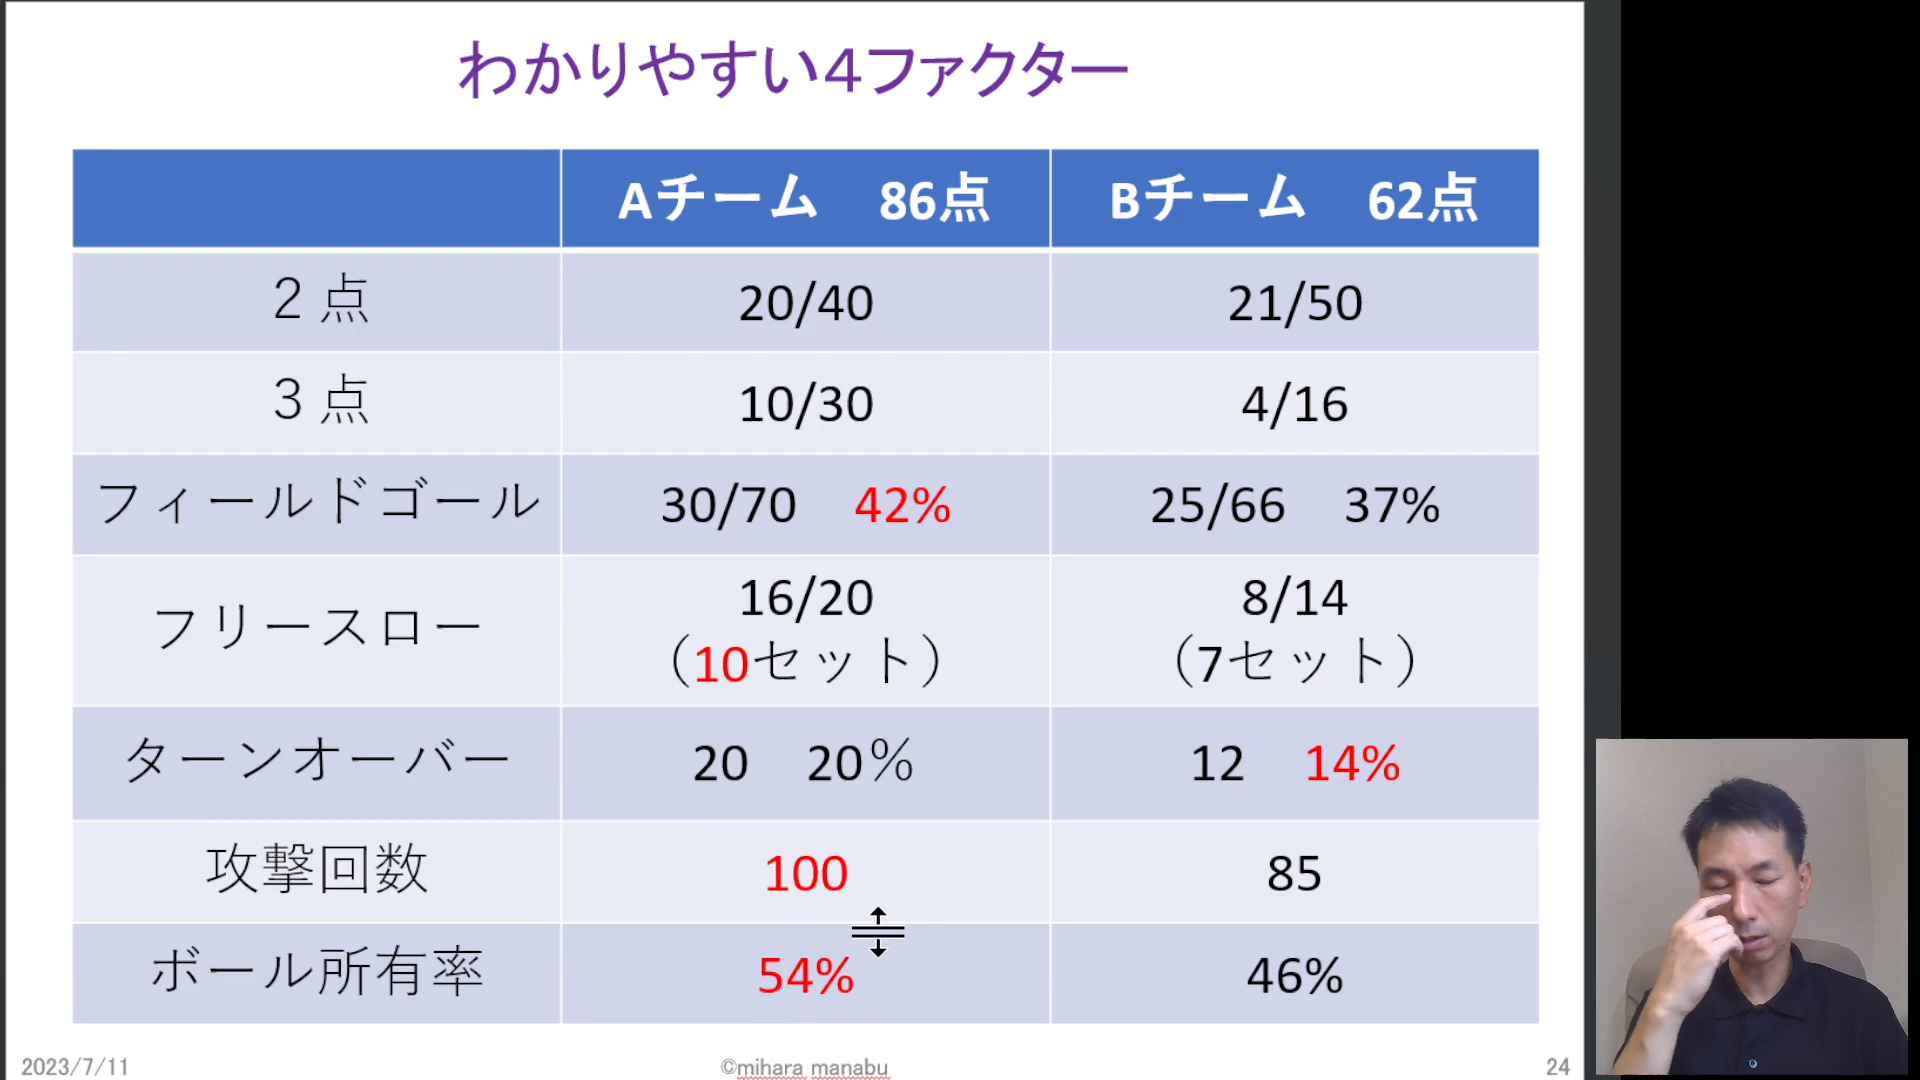 わかりやすい４ファクター
Aチーム　86点　Bチーム　62点
２点　20/40　21/50
３点　10/30　4/16
フィールドゴール　30/70　42%　25/66　37%
フリースロー　16/20　8/14
（10セット）　（7セット）
ターンオーバー　20　20％　12　14%
攻撃回数　100　85
ボール所有率　54%　46%
2023/7/11　©mihara manabu　24